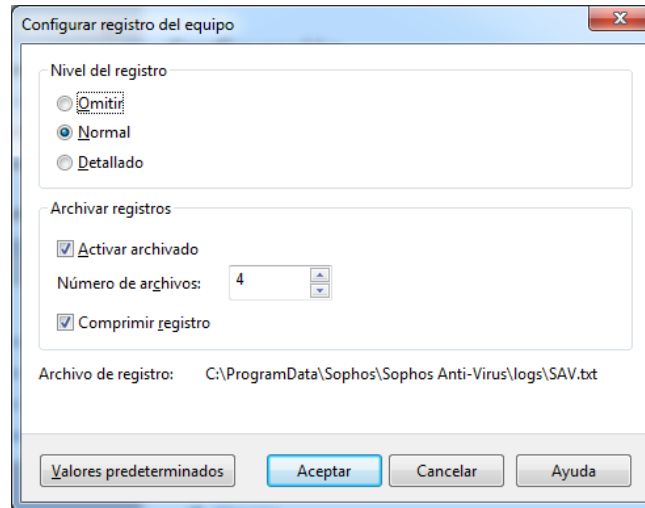 Configurar registro del equipo
Nivel del registro
Omitir
Normal
Detallado
Archivar registros
Activar archivado
Número de archivos: 4
Comprimir registro
Archivo de registro: C:\ProgramData\Sophos\Sophos Anti-Virus\logs\SAV.txt
Valores predeterminados Aceptar Cancelar Ayuda